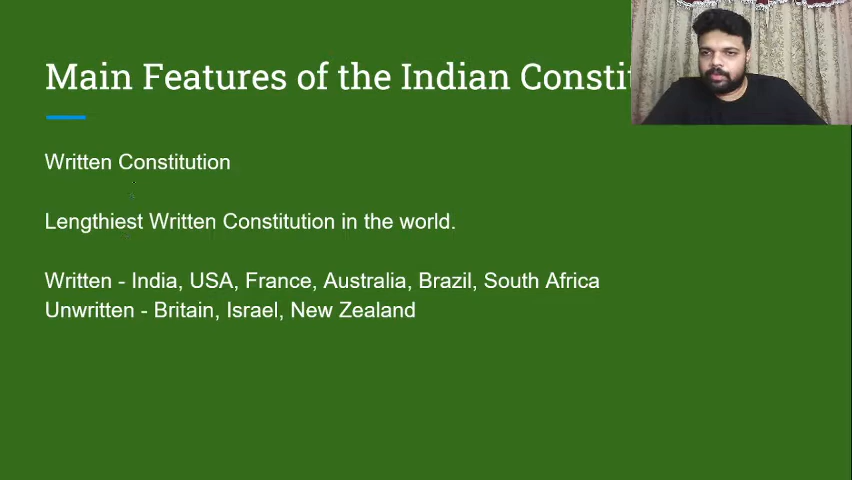 Main Features of the Indian Constit
Written Constitution
Lengthiest Written Constitution in the world.
Written - India, USA, France, Australia, Brazil, South Africa
Unwritten - Britain, Israel, New Zealand